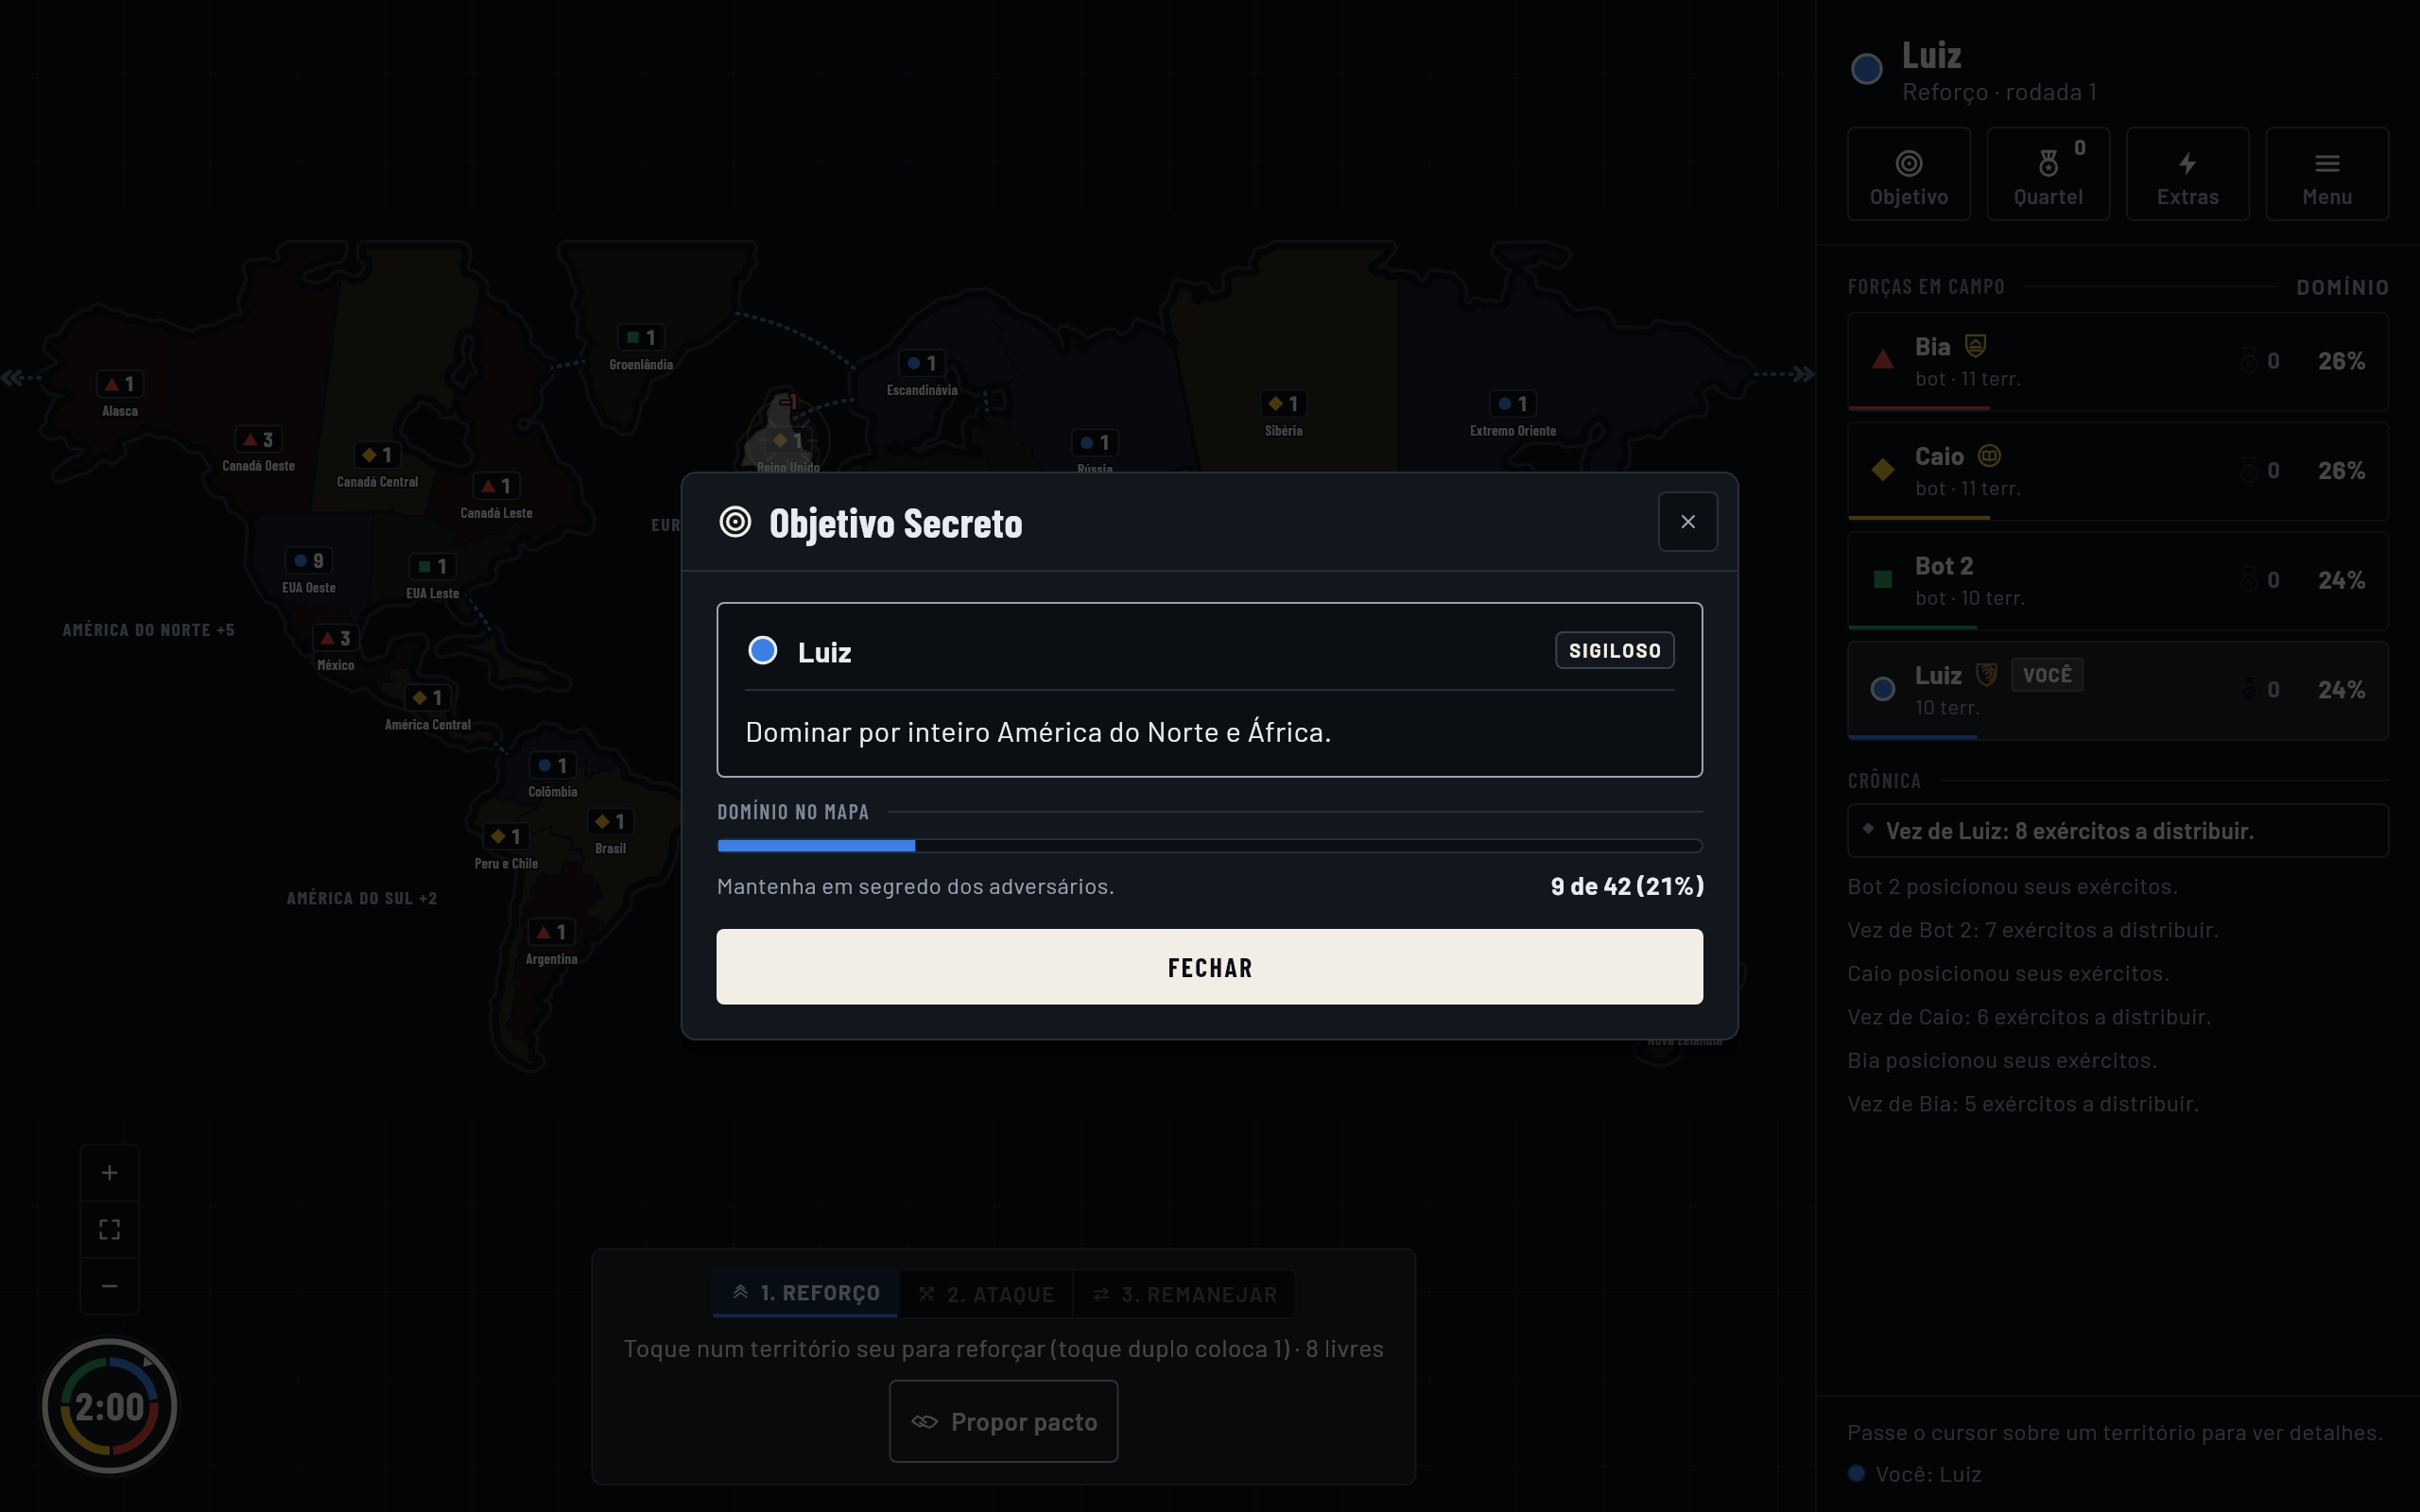 Luiz
Reforço · rodada 1
Objetivo
0
Quartel
Extras
Menu
FORÇAS EM CAMPO
DOMÍNIO
Bia
bot · 11 terr.
0
26%
Caio
bot · 11 terr.
0
26%
Bot 2
bot · 10 terr.
0
24%
Luiz
VOCÊ
10 terr.
0
24%
CRÔNICA
Vez de Luiz: 8 exércitos a distribuir.
Bot 2 posicionou seus exércitos.
Vez de Bot 2: 7 exércitos a distribuir.
Caio posicionou seus exércitos.
Vez de Caio: 6 exércitos a distribuir.
Bia posicionou seus exércitos.
Vez de Bia: 5 exércitos a distribuir.
Passe o cursor sobre um território para ver detalhes.
Você: Luiz
1
Groenlândia
1
Escandinávia
1
Alasca
-1
1
Reino Unido
1
Sibéria
1
Extremo Oriente
3
Canadá Oeste
1
Canadá Central
1
Rússia
1
Canadá Leste
EUR
9
EUA Oeste
1
EUA Leste
AMÉRICA DO NORTE +5
3
México
1
América Central
1
Colômbia
1
Peru e Chile
1
Brasil
AMÉRICA DO SUL +2
1
Argentina
Nova Zelândia
Objetivo Secreto
Luiz
SIGILOSO
Dominar por inteiro América do Norte e África.
DOMÍNIO NO MAPA
Mantenha em segredo dos adversários.
9 de 42 (21%)
FECHAR
+
−
2:00
1. REFORÇO
2. ATAQUE
3. REMANEJAR
Toque num território seu para reforçar (toque duplo coloca 1) · 8 livres
Propor pacto